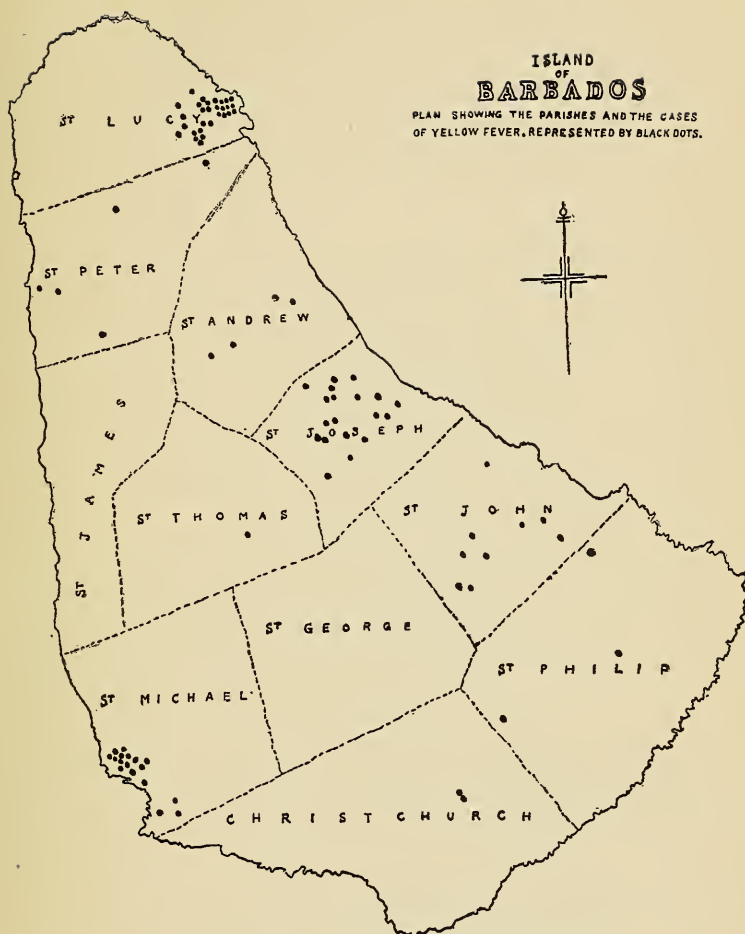 ISLAND
OF
BARBADOS
PLAN SHOWING THE PARISHES AND THE CASES
OF YELLOW FEVER, REPRESENTED BY BLACK DOTS.
ST LUCY
ST PETER
ST ANDREW
ST JAMES
ST JOSEPH
ST THOMAS
ST JOHN
ST GEORGE
ST PHILIP
ST MICHAEL
CHRIST CHURCH